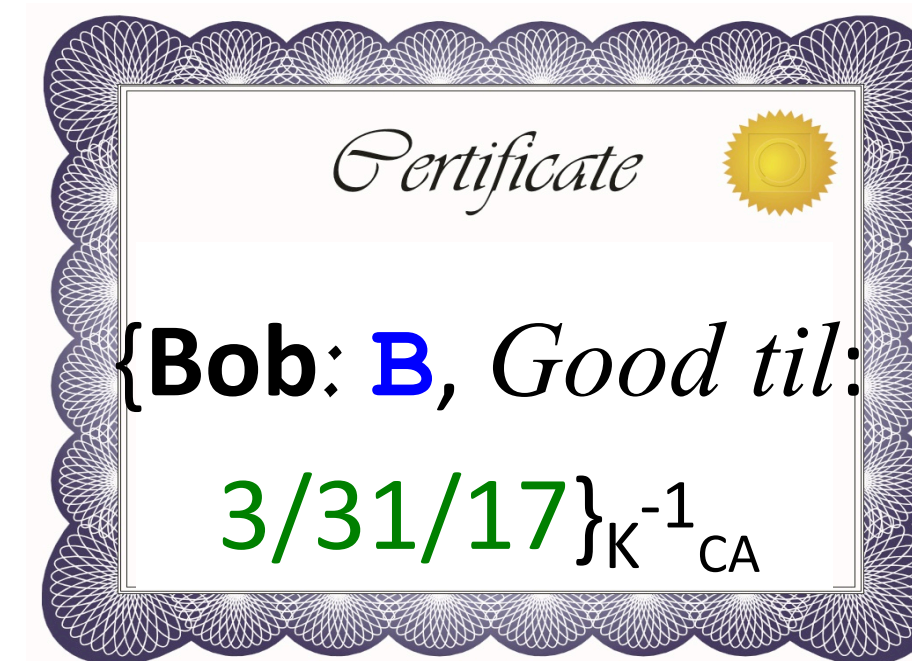 Certificate
{Bob: B, Good til:
3/31/17}K⁻¹CA